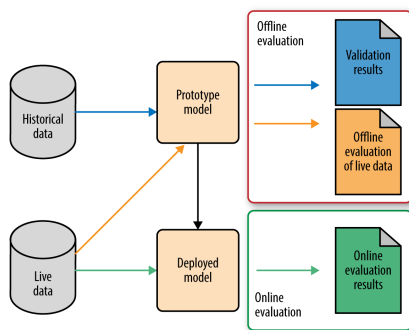 Offline
evaluation
Validation
results
Historical
data
Prototype
model
Offline
evaluation
of live data
Live
data
Deployed
model
Online
evaluation
results
Online
evaluation